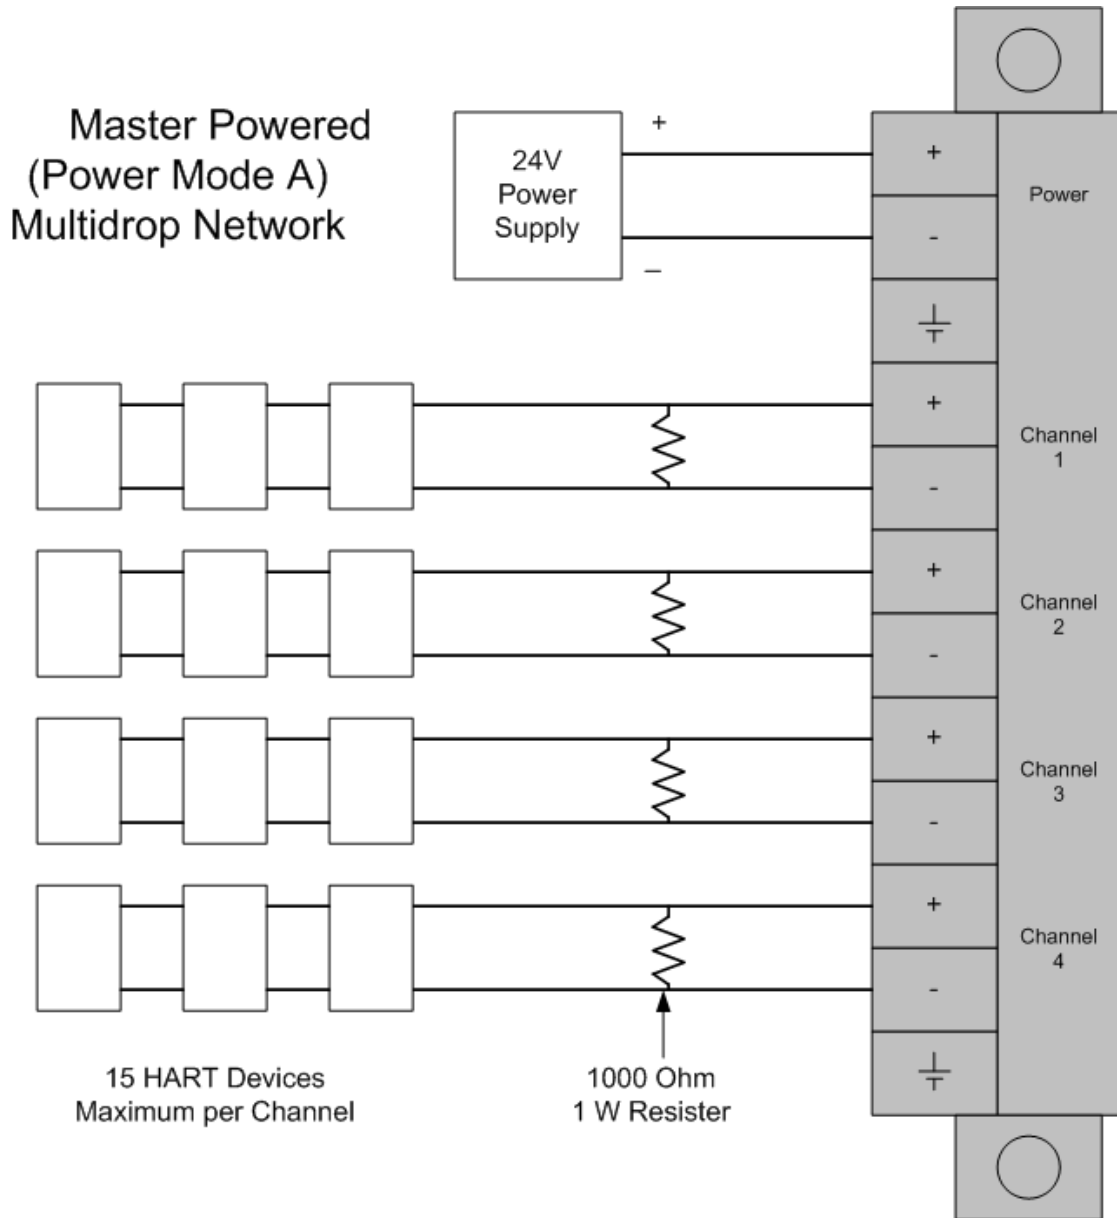 Master Powered
(Power Mode A)
Multidrop Network
24V
Power
Supply
+
–
+
-
Power
+
-
Channel
1
+
-
Channel
2
+
-
Channel
3
+
-
Channel
4
15 HART Devices
Maximum per Channel
1000 Ohm
1 W Resister